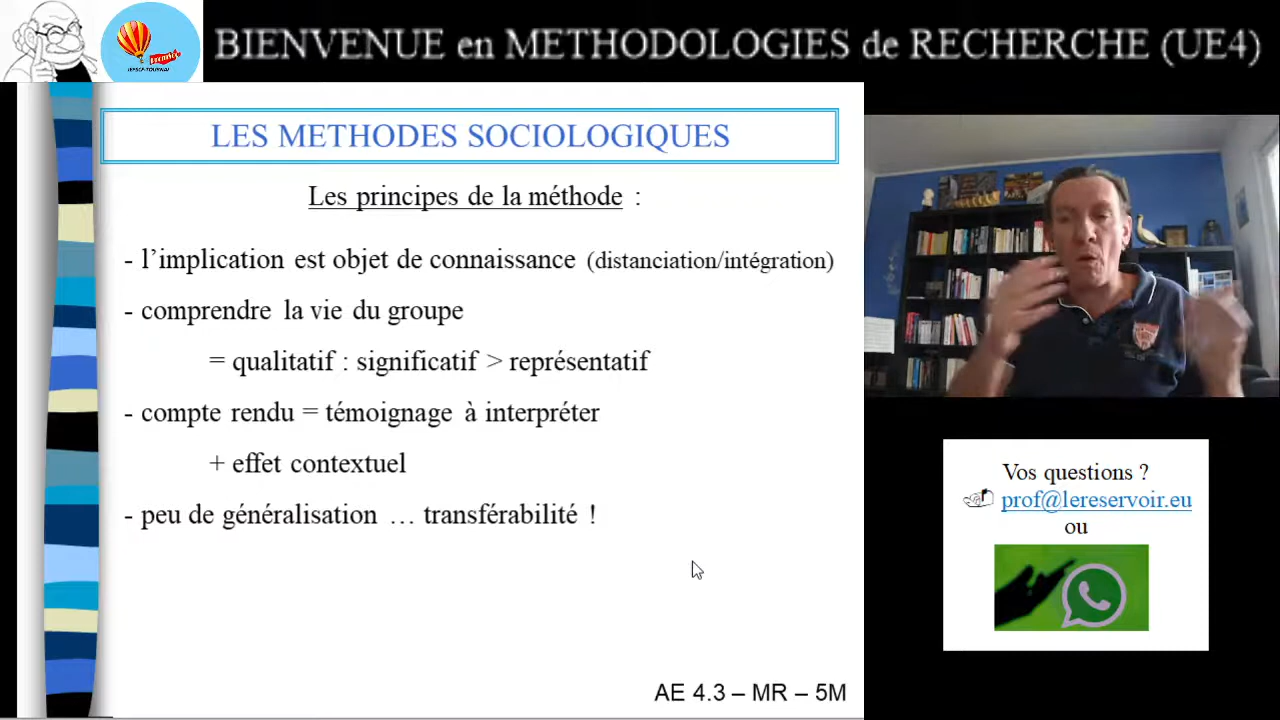 BIENVENUE en METHODOLOGIES de RECHERCHE (UE4)
LES METHODES SOCIOLOGIQUES
Les principes de la méthode :
- l’implication est objet de connaissance (distanciation/intégration)
- comprendre la vie du groupe
= qualitatif : significatif > représentatif
- compte rendu = témoignage à interpréter
+ effet contextuel
- peu de généralisation … transférabilité !
AE 4.3 – MR – 5M
Vos questions ?
prof@lereservoir.eu
ou